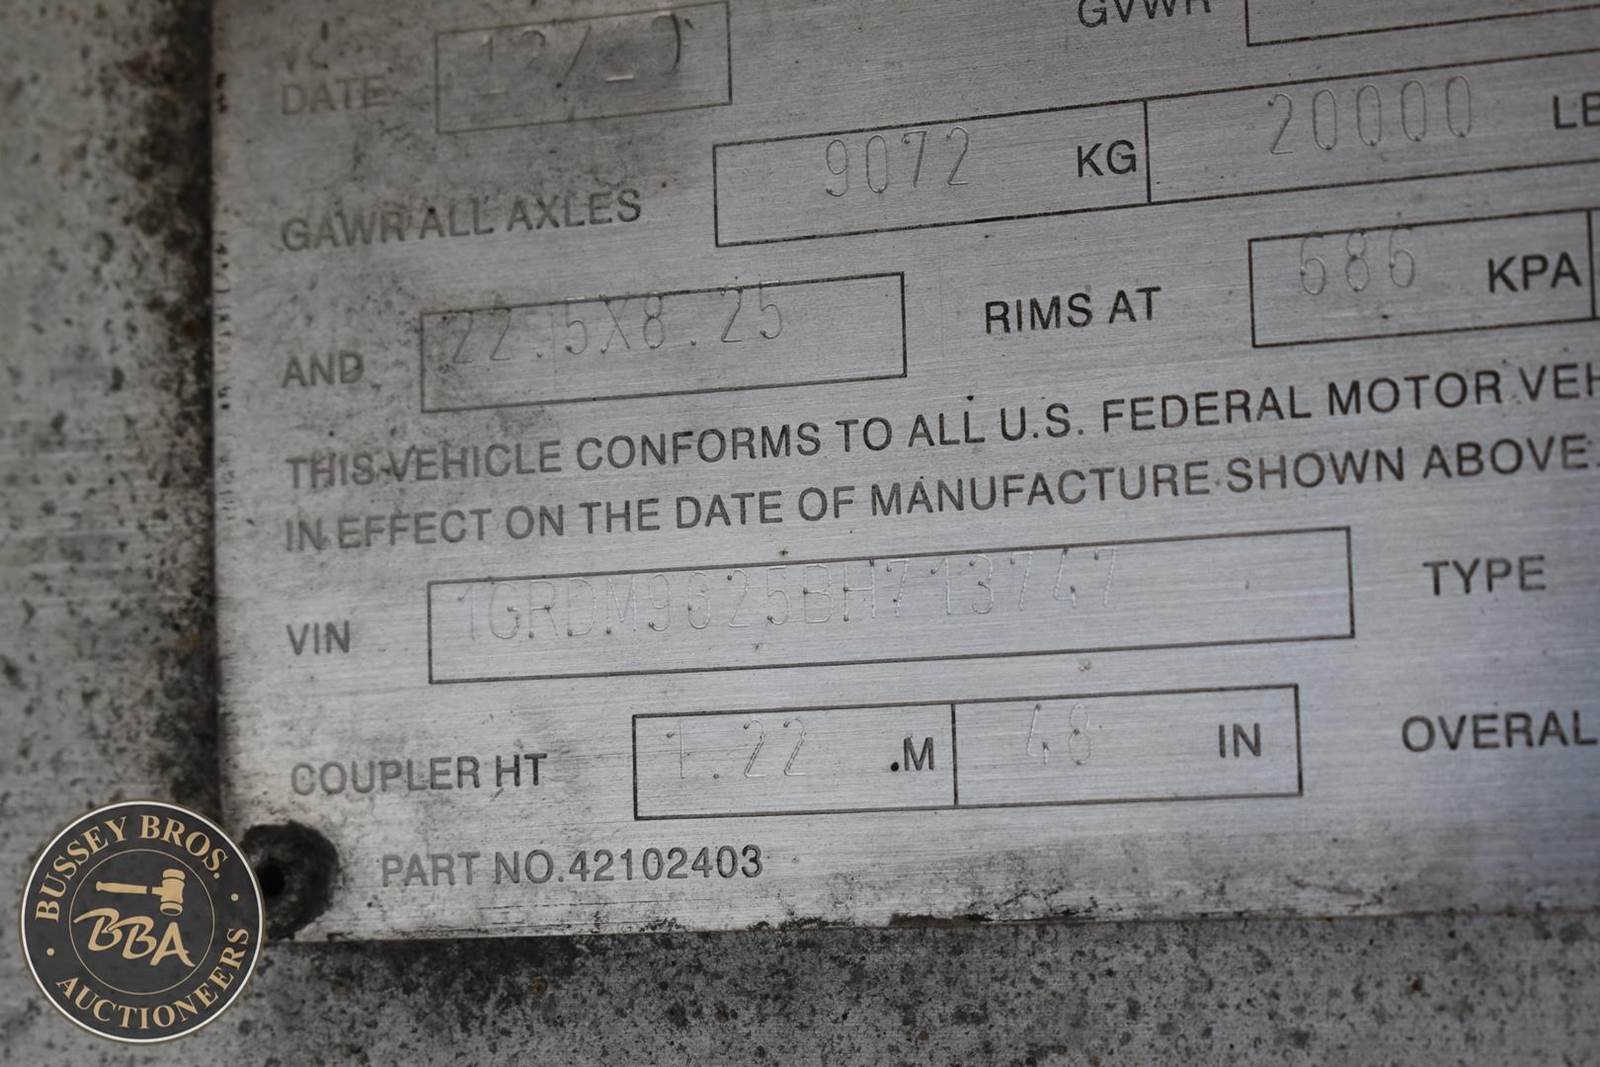 GVWR
DATE
GAWR ALL AXLES 9072 KG 20000 LB
AND 22.5X8.25 RIMS AT 686 KPA
THIS VEHICLE CONFORMS TO ALL U.S. FEDERAL MOTOR VEH
IN EFFECT ON THE DATE OF MANUFACTURE SHOWN ABOVE.
VIN TYPE
COUPLER HT 1.22 .M 48 IN OVERAL
PART NO.42102403
BUSSEY BROS.
BBA
AUCTIONEERS